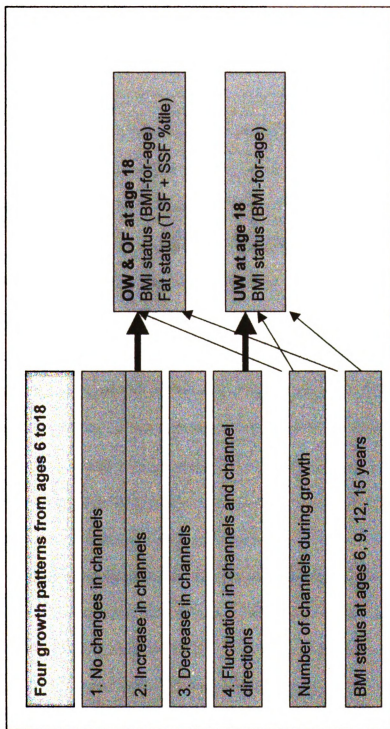 Four growth patterns from ages 6 to18
1. No changes in channels
2. Increase in channels
3. Decrease in channels
4. Fluctuation in channels and channel
directions
Number of channels during growth
BMI status at ages 6, 9, 12, 15 years
OW & OF at age 18
BMI status (BMI-for-age)
Fat status (TSF + SSF %tile)
UW at age 18
BMI status (BMI-for-age)